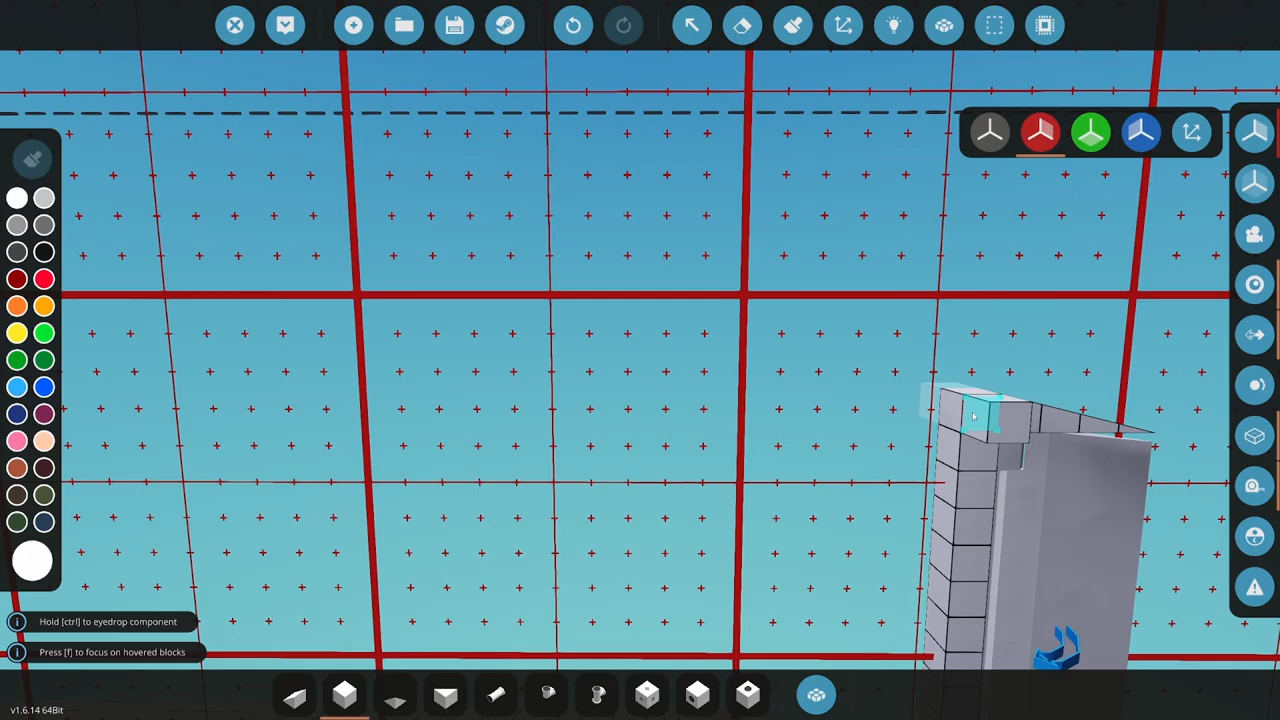 Hold [ctrl] to eyedrop component
Press [f] to focus on hovered blocks
v1.6.14 64Bit